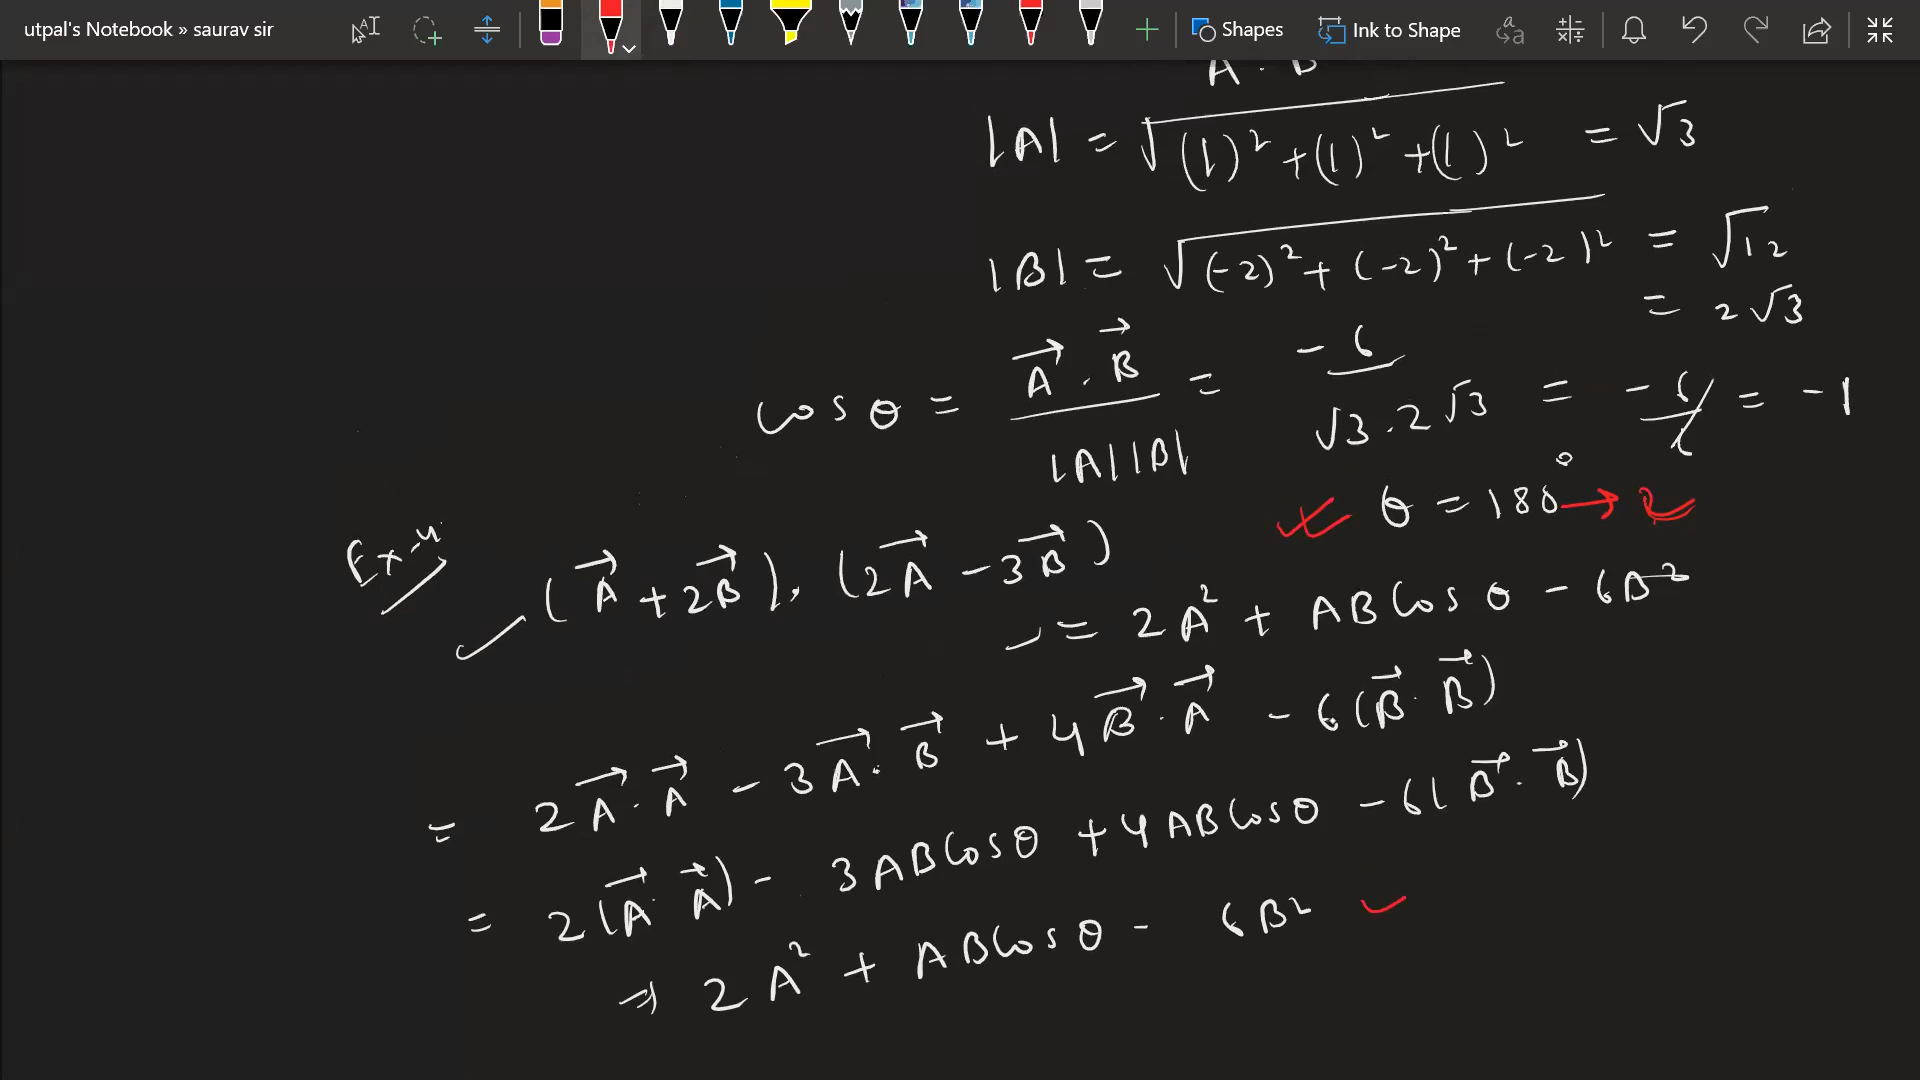 utpal's Notebook » saurav sir
Shapes
Ink to Shape
A · B
|A| = √(1)² + (1)² + (1)² = √3
|B| = √(-2)² + (-2)² + (-2)² = √12
= 2√3
cos θ = A⃗ · B⃗ / |A||B| = -6 / √3 · 2√3 = -6/6 = -1
θ = 180°
Ex-4
(A⃗ + 2B⃗) · (2A⃗ - 3B⃗)
= 2A² + AB Cos θ - 6B²
= 2A⃗ · A⃗ - 3A⃗ · B⃗ + 4B⃗ · A⃗ - 6(B⃗ · B⃗)
= 2(A⃗ · A⃗) - 3AB Cos θ + 4AB Cos θ - 6(B⃗ · B⃗)
⇒ 2A² + AB Cos θ - 6B²